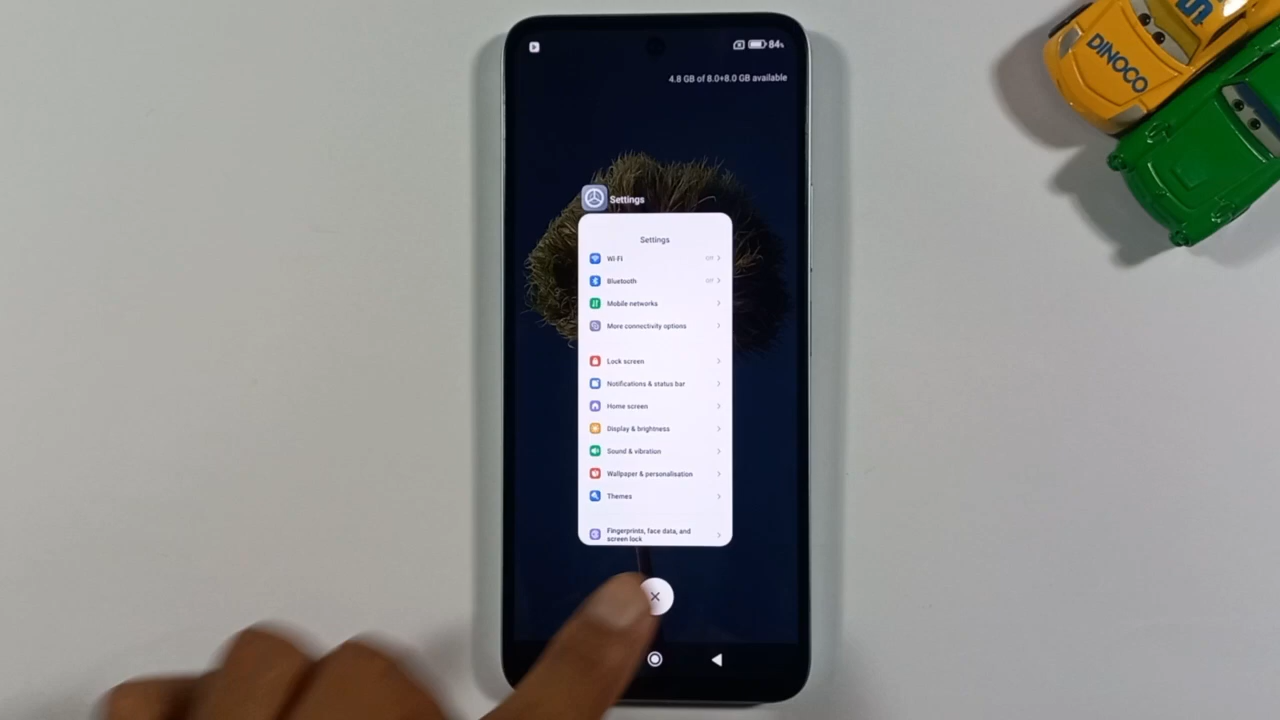 84%
4.8 GB of 8.0+8.0 GB available
Settings
Settings
Wi-Fi Off
Bluetooth Off
Mobile networks
More connectivity options
Lock screen
Notifications & status bar
Home screen
Display & brightness
Sound & vibration
Wallpaper & personalisation
Themes
Fingerprints, face data, and
screen lock
DINOCO